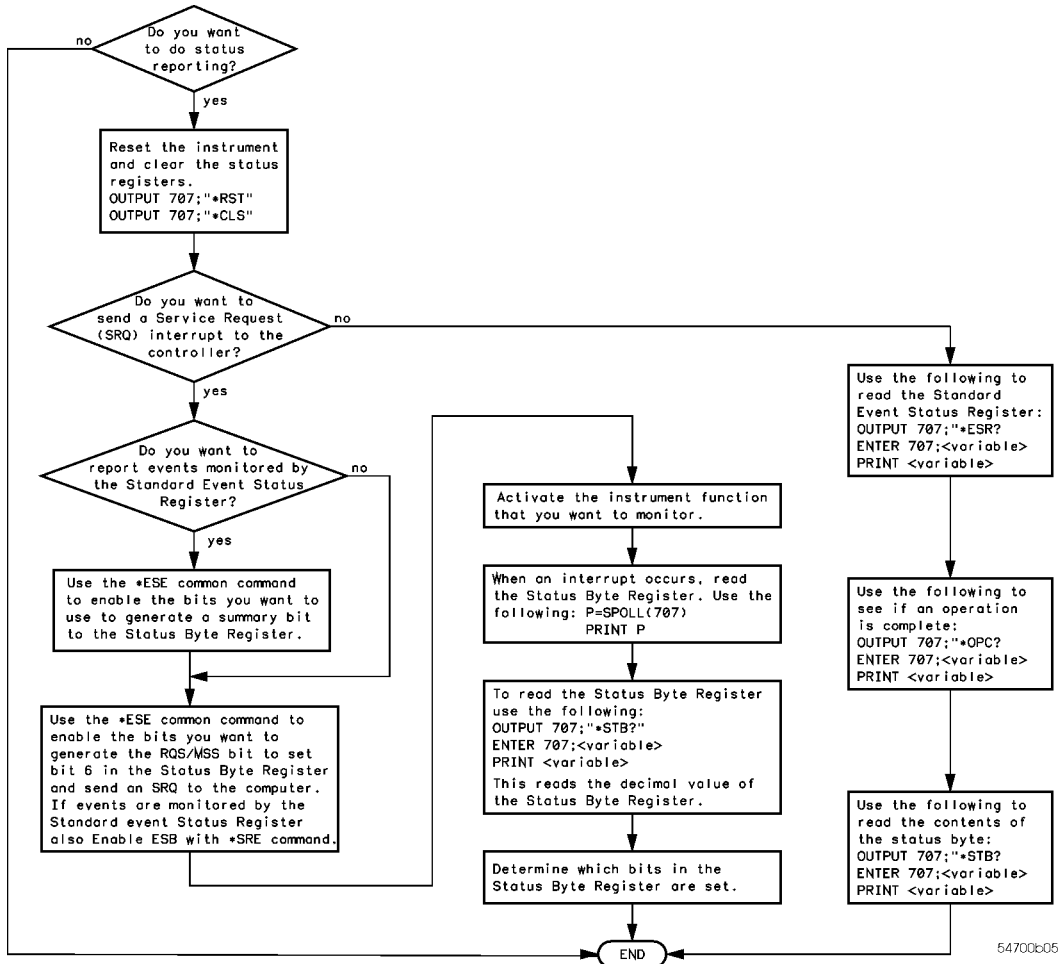 Do you want
to do status
reporting?
no
yes
Reset the instrument
and clear the status
registers.
OUTPUT 707;"*RST"
OUTPUT 707;"*CLS"
Do you want to
send a Service Request
(SRQ) interrupt to the
controller?
no
yes
Do you want to
report events monitored by
the Standard Event Status
Register?
no
yes
Use the *ESE common command
to enable the bits you want to
use to generate a summary bit
to the Status Byte Register.
Use the *ESE common command to
enable the bits you want to
generate the RQS/MSS bit to set
bit 6 in the Status Byte Register
and send an SRQ to the computer.
If events are monitored by the
Standard event Status Register
also Enable ESB with *SRE command.
Activate the instrument function
that you want to monitor.
When an interrupt occurs, read
the Status Byte Register. Use the
following: P=SPOLL(707)
PRINT P
To read the Status Byte Register
use the following:
OUTPUT 707;"*STB?"
ENTER 707;<variable>
PRINT <variable>
This reads the decimal value of
the Status Byte Register.
Determine which bits in the
Status Byte Register are set.
Use the following to
read the Standard
Event Status Register:
OUTPUT 707;"*ESR?
ENTER 707;<variable>
PRINT <variable>
Use the following to
see if an operation
is complete:
OUTPUT 707;"*OPC?
ENTER 707;<variable>
PRINT <variable>
Use the following to
read the contents of
the status byte:
OUTPUT 707;"*STB?
ENTER 707;<variable>
PRINT <variable>
END
54700b05